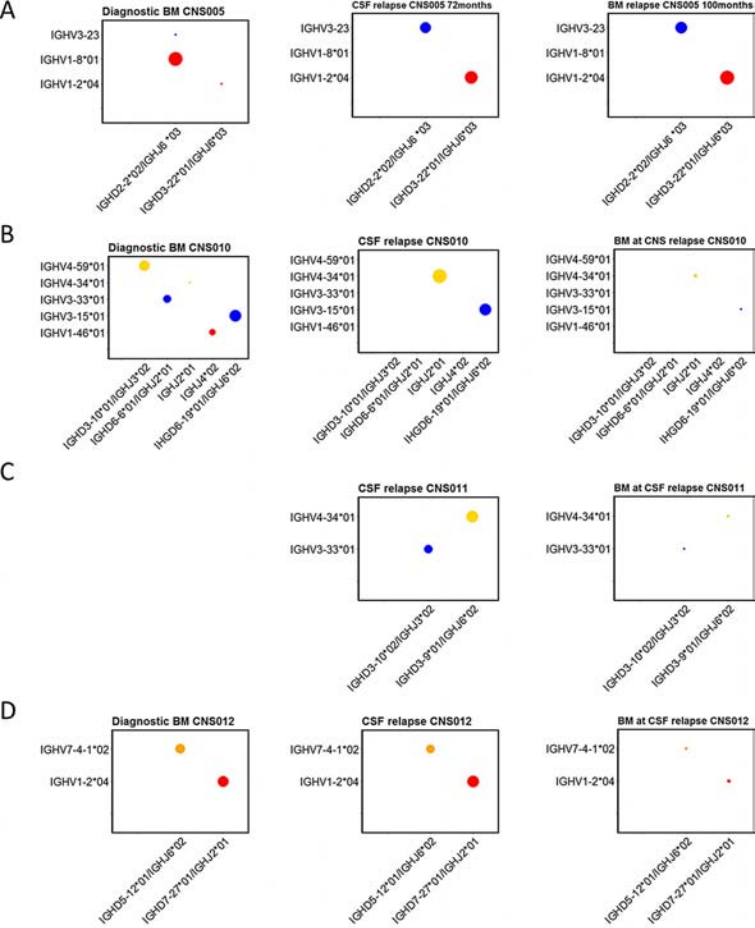 A
Diagnostic BM CNS005
IGHV3-23
IGHV1-8*01
IGHV1-2*04
IGHD2-2*02/IGHJ6 *03
IGHD3-22*01/IGHJ6*03
CSF relapse CNS005 72months
IGHV3-23
IGHV1-8*01
IGHV1-2*04
IGHD2-2*02/IGHJ6 *03
IGHD3-22*01/IGHJ6*03
BM relapse CNS005 100months
IGHV3-23
IGHV1-8*01
IGHV1-2*04
IGHD2-2*02/IGHJ6 *03
IGHD3-22*01/IGHJ6*03
B
Diagnostic BM CNS010
IGHV4-59*01
IGHV4-34*01
IGHV3-33*01
IGHV3-15*01
IGHV1-46*01
IGHD3-10*01/IGHJ3*02
IGHD6-6*01/IGHJ2*01
IGHJ2*01
IGHJ4*02
IHGD6-19*01/IGHJ6*02
CSF relapse CNS010
IGHV4-59*01
IGHV4-34*01
IGHV3-33*01
IGHV3-15*01
IGHV1-46*01
IGHD3-10*01/IGHJ3*02
IGHD6-6*01/IGHJ2*01
IGHJ2*01
IGHJ4*02
IHGD6-19*01/IGHJ6*02
BM at CNS relapse CNS010
IGHV4-59*01
IGHV4-34*01
IGHV3-33*01
IGHV3-15*01
IGHV1-46*01
IGHD3-10*01/IGHJ3*02
IGHD6-6*01/IGHJ2*01
IGHJ2*01
IGHJ4*02
IHGD6-19*01/IGHJ6*02
C
CSF relapse CNS011
IGHV4-34*01
IGHV3-33*01
IGHD3-10*02/IGHJ3*02
IGHD3-9*01/IGHJ6*02
BM at CSF relapse CNS011
IGHV4-34*01
IGHV3-33*01
IGHD3-10*02/IGHJ3*02
IGHD3-9*01/IGHJ6*02
D
Diagnostic BM CNS012
IGHV7-4-1*02
IGHV1-2*04
IGHD5-12*01/IGHJ6*02
IGHD7-27*01/IGHJ2*01
CSF relapse CNS012
IGHV7-4-1*02
IGHV1-2*04
IGHD5-12*01/IGHJ6*02
IGHD7-27*01/IGHJ2*01
BM at CSF relapse CNS012
IGHV7-4-1*02
IGHV1-2*04
IGHD5-12*01/IGHJ6*02
IGHD7-27*01/IGHJ2*01